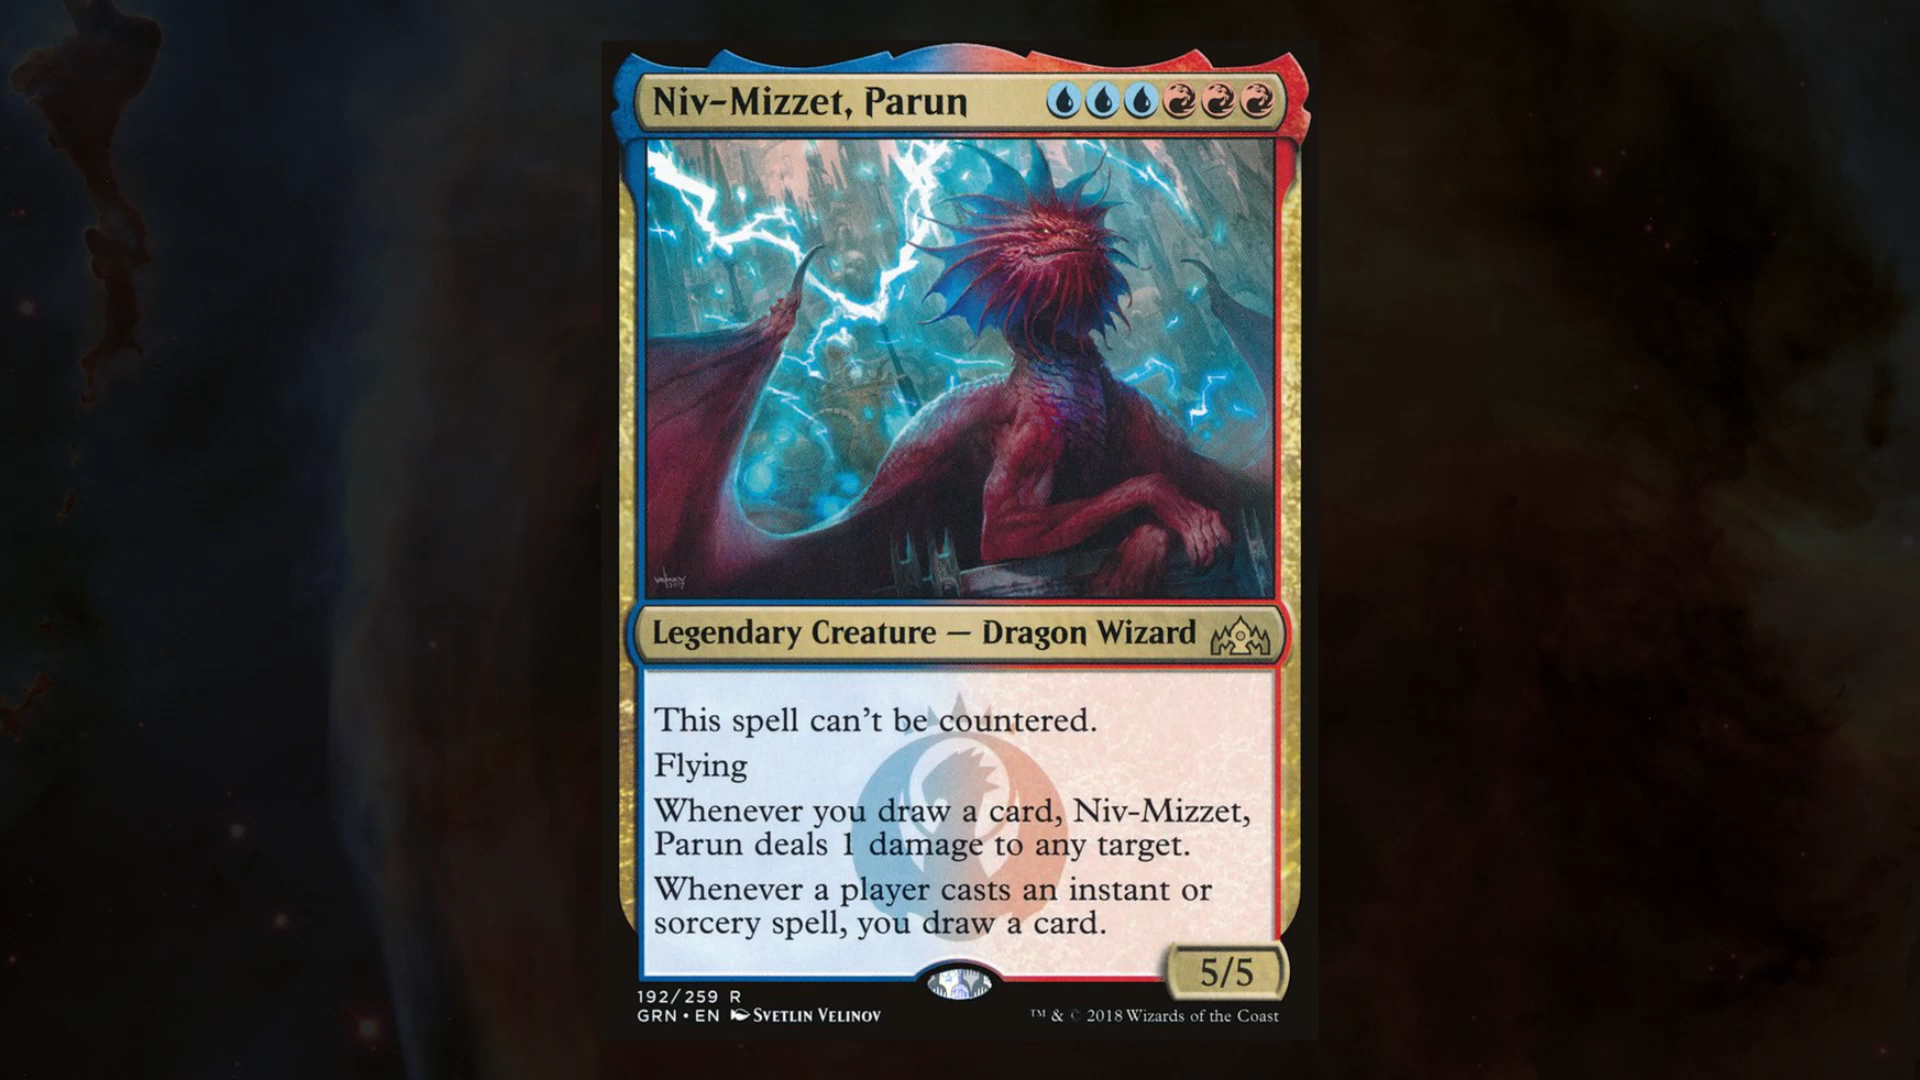 Niv-Mizzet, Parun
Legendary Creature — Dragon Wizard
This spell can't be countered.
Flying
Whenever you draw a card, Niv-Mizzet,
Parun deals 1 damage to any target.
Whenever a player casts an instant or
sorcery spell, you draw a card.
5/5
192/259 R
GRN • EN Svetlin Velinov
™ & © 2018 Wizards of the Coast